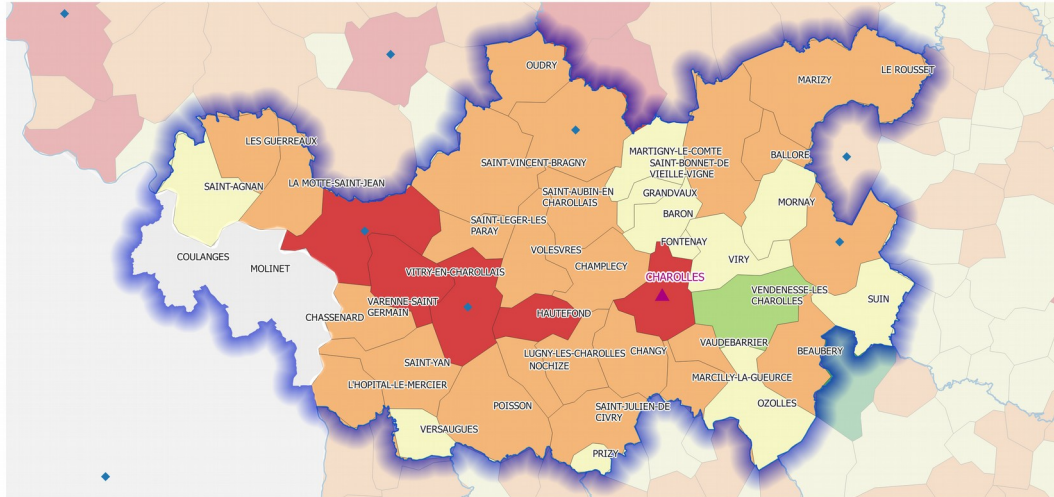 OUDRY
LE ROUSSET
MARIZY
LES GUERREAUX
MARTIGNY-LE-COMTE
BALLORE
SAINT-VINCENT-BRAGNY
SAINT-BONNET-DE
VIEILLE-VIGNE
LA MOTTE-SAINT-JEAN
SAINT-AGNAN
SAINT-AUBIN-EN
CHAROLLAIS
GRANDVAUX
MORNAY
BARON
SAINT-LEGER-LES
PARAY
FONTENAY
VOLESVRES
COULANGES
VIRY
MOLINET
CHAMPLECY
VITRY-EN-CHAROLLAIS
CHAROLLES
VENDENESSE-LES
CHAROLLES
SUIN
VARENNE-SAINT
GERMAIN
HAUTEFOND
CHASSENARD
VAUDEBARRIER
LUGNY-LES-CHAROLLES
CHANGY
BEAUBERY
SAINT-YAN
NOCHIZE
MARCILLY-LA-GUEURCE
L'HOPITAL-LE-MERCIER
OZOLLES
POISSON
SAINT-JULIEN-DE
CIVRY
VERSAUGUES
PRIZY